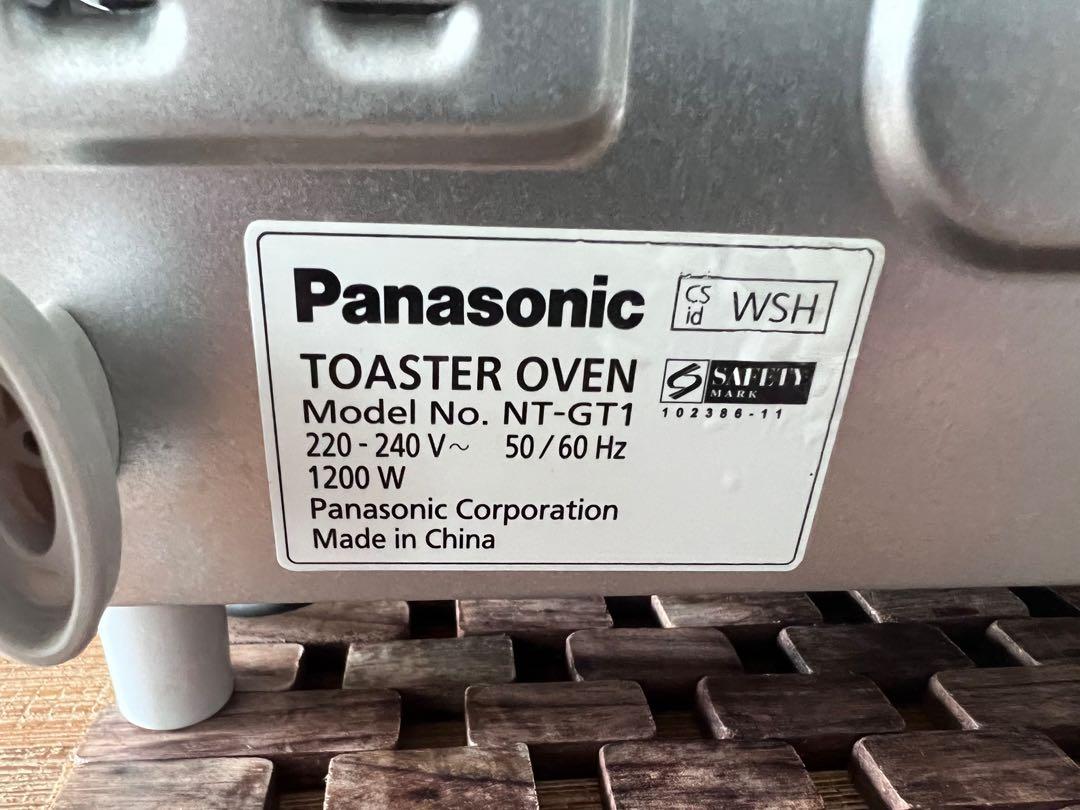 Panasonic
CS id WSH
TOASTER OVEN
SAFETY MARK
Model No. NT-GT1
102386-11
220 - 240 V~ 50/60 Hz
1200 W
Panasonic Corporation
Made in China